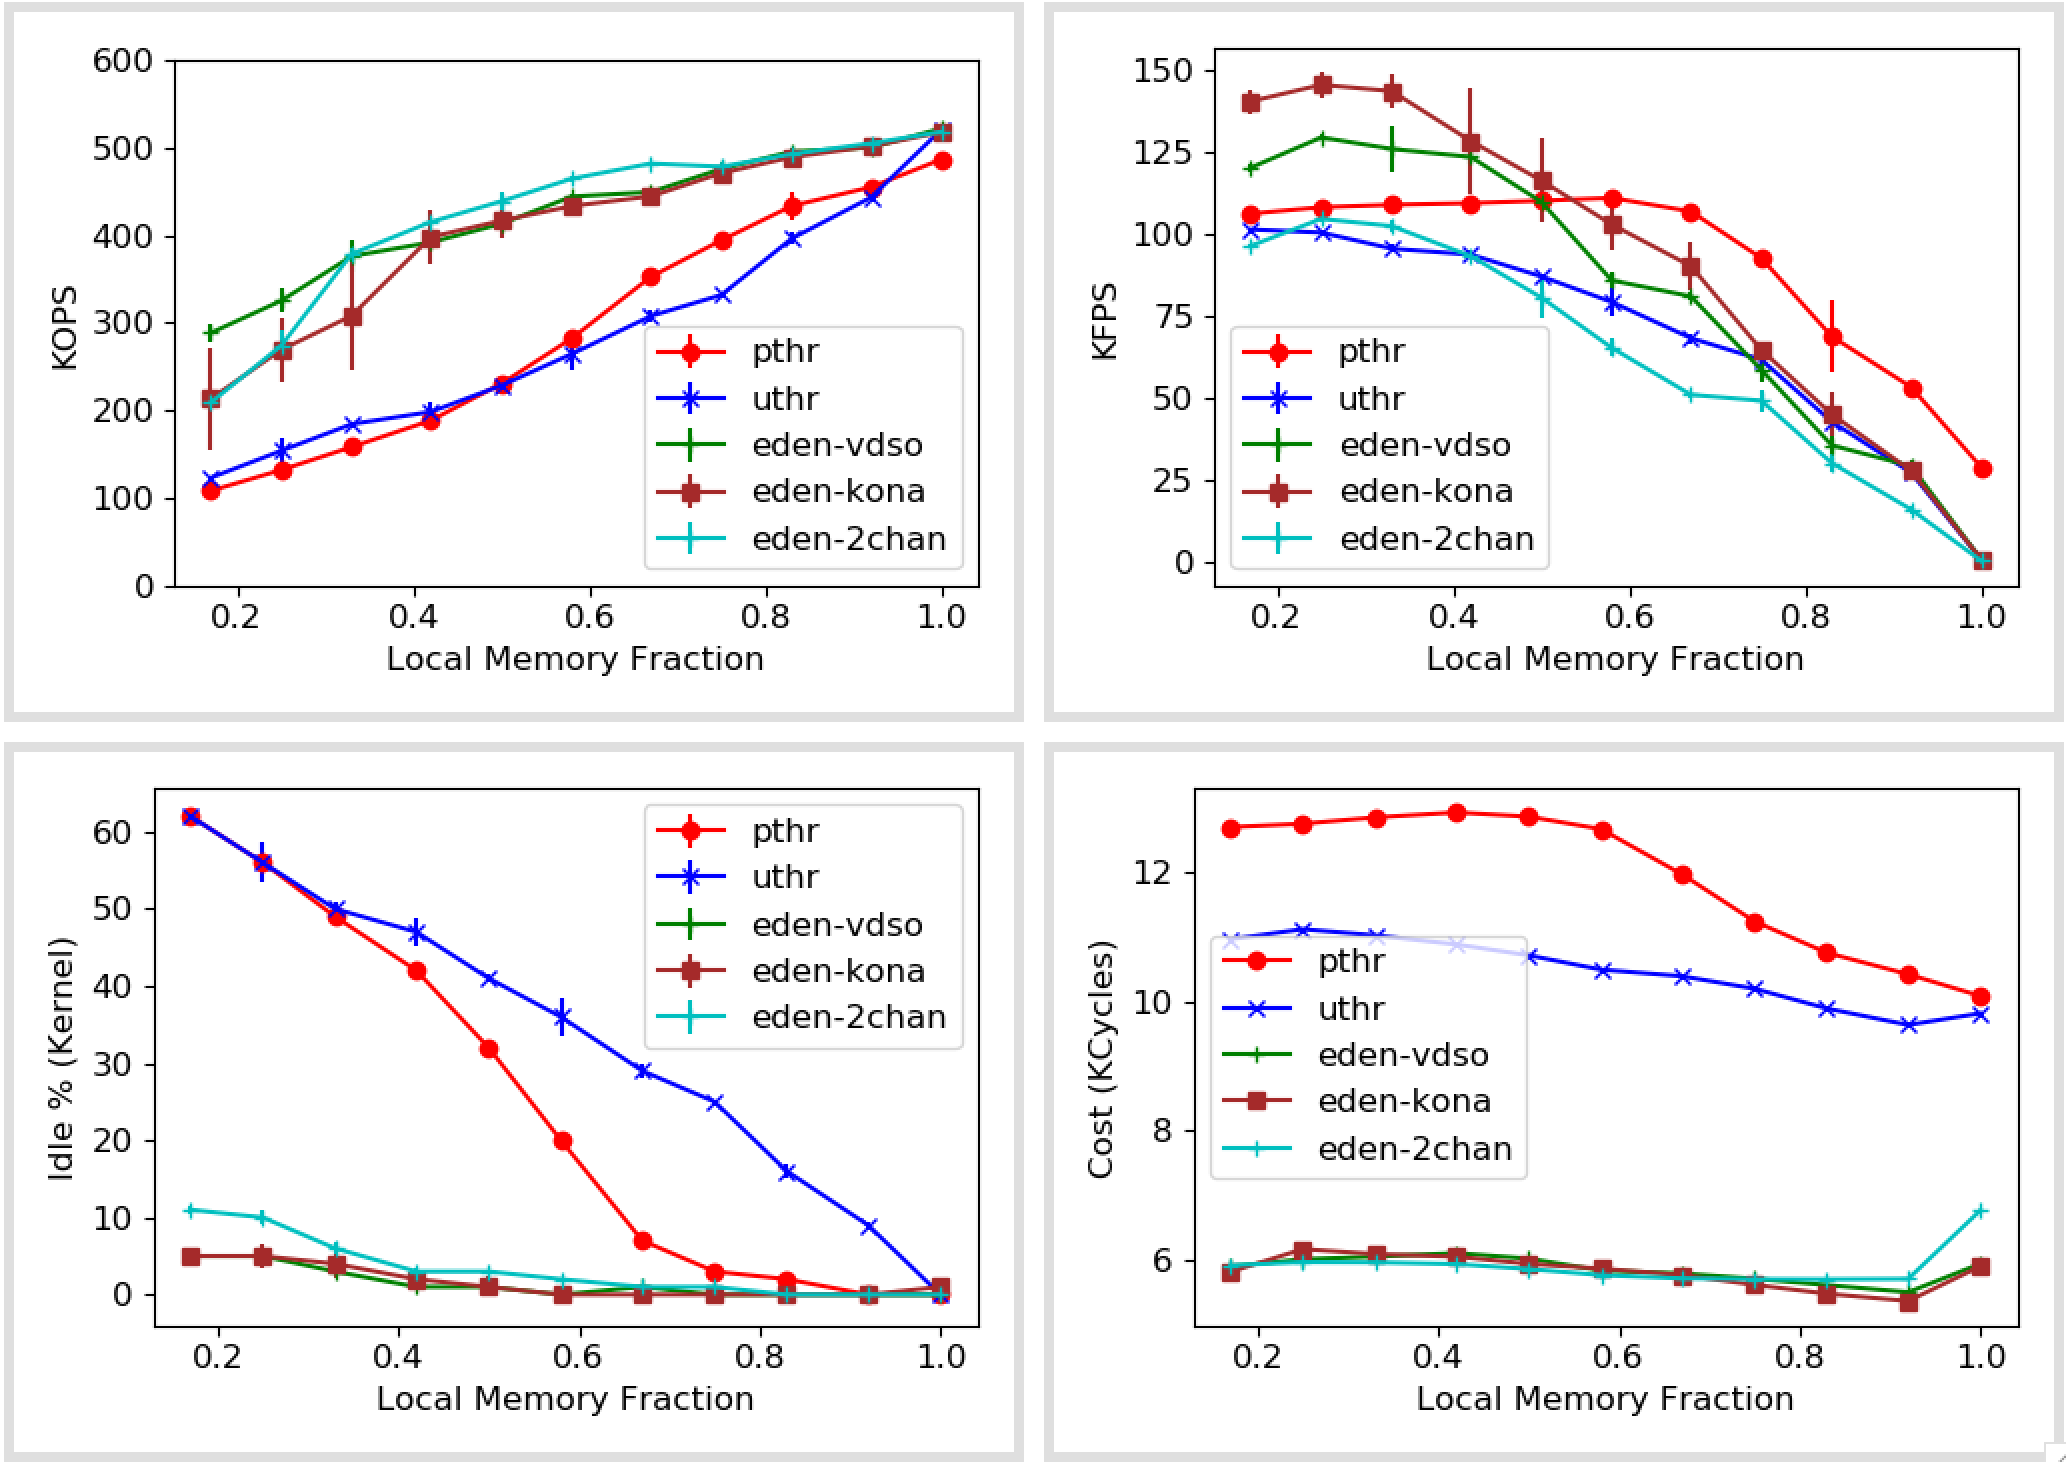 600
500
400
300
200
100
0
KOPS
pthr
uthr
eden-vdso
eden-kona
eden-2chan
0.2 0.4 0.6 0.8 1.0
Local Memory Fraction
150
125
100
75
50
25
0
KFPS
pthr
uthr
eden-vdso
eden-kona
eden-2chan
0.2 0.4 0.6 0.8 1.0
Local Memory Fraction
60
50
40
30
20
10
0
Idle % (Kernel)
pthr
uthr
eden-vdso
eden-kona
eden-2chan
0.2 0.4 0.6 0.8 1.0
Local Memory Fraction
12
10
8
6
Cost (KCycles)
pthr
uthr
eden-vdso
eden-kona
eden-2chan
0.2 0.4 0.6 0.8 1.0
Local Memory Fraction